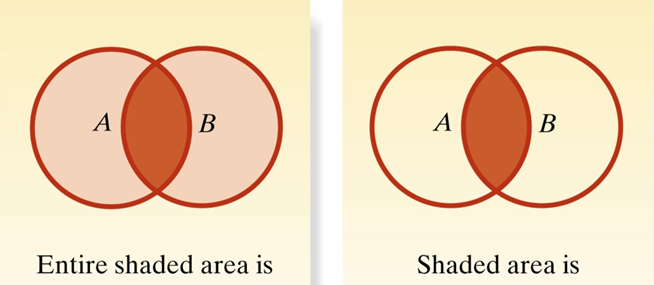 A B
A B
Entire shaded area is
Shaded area is